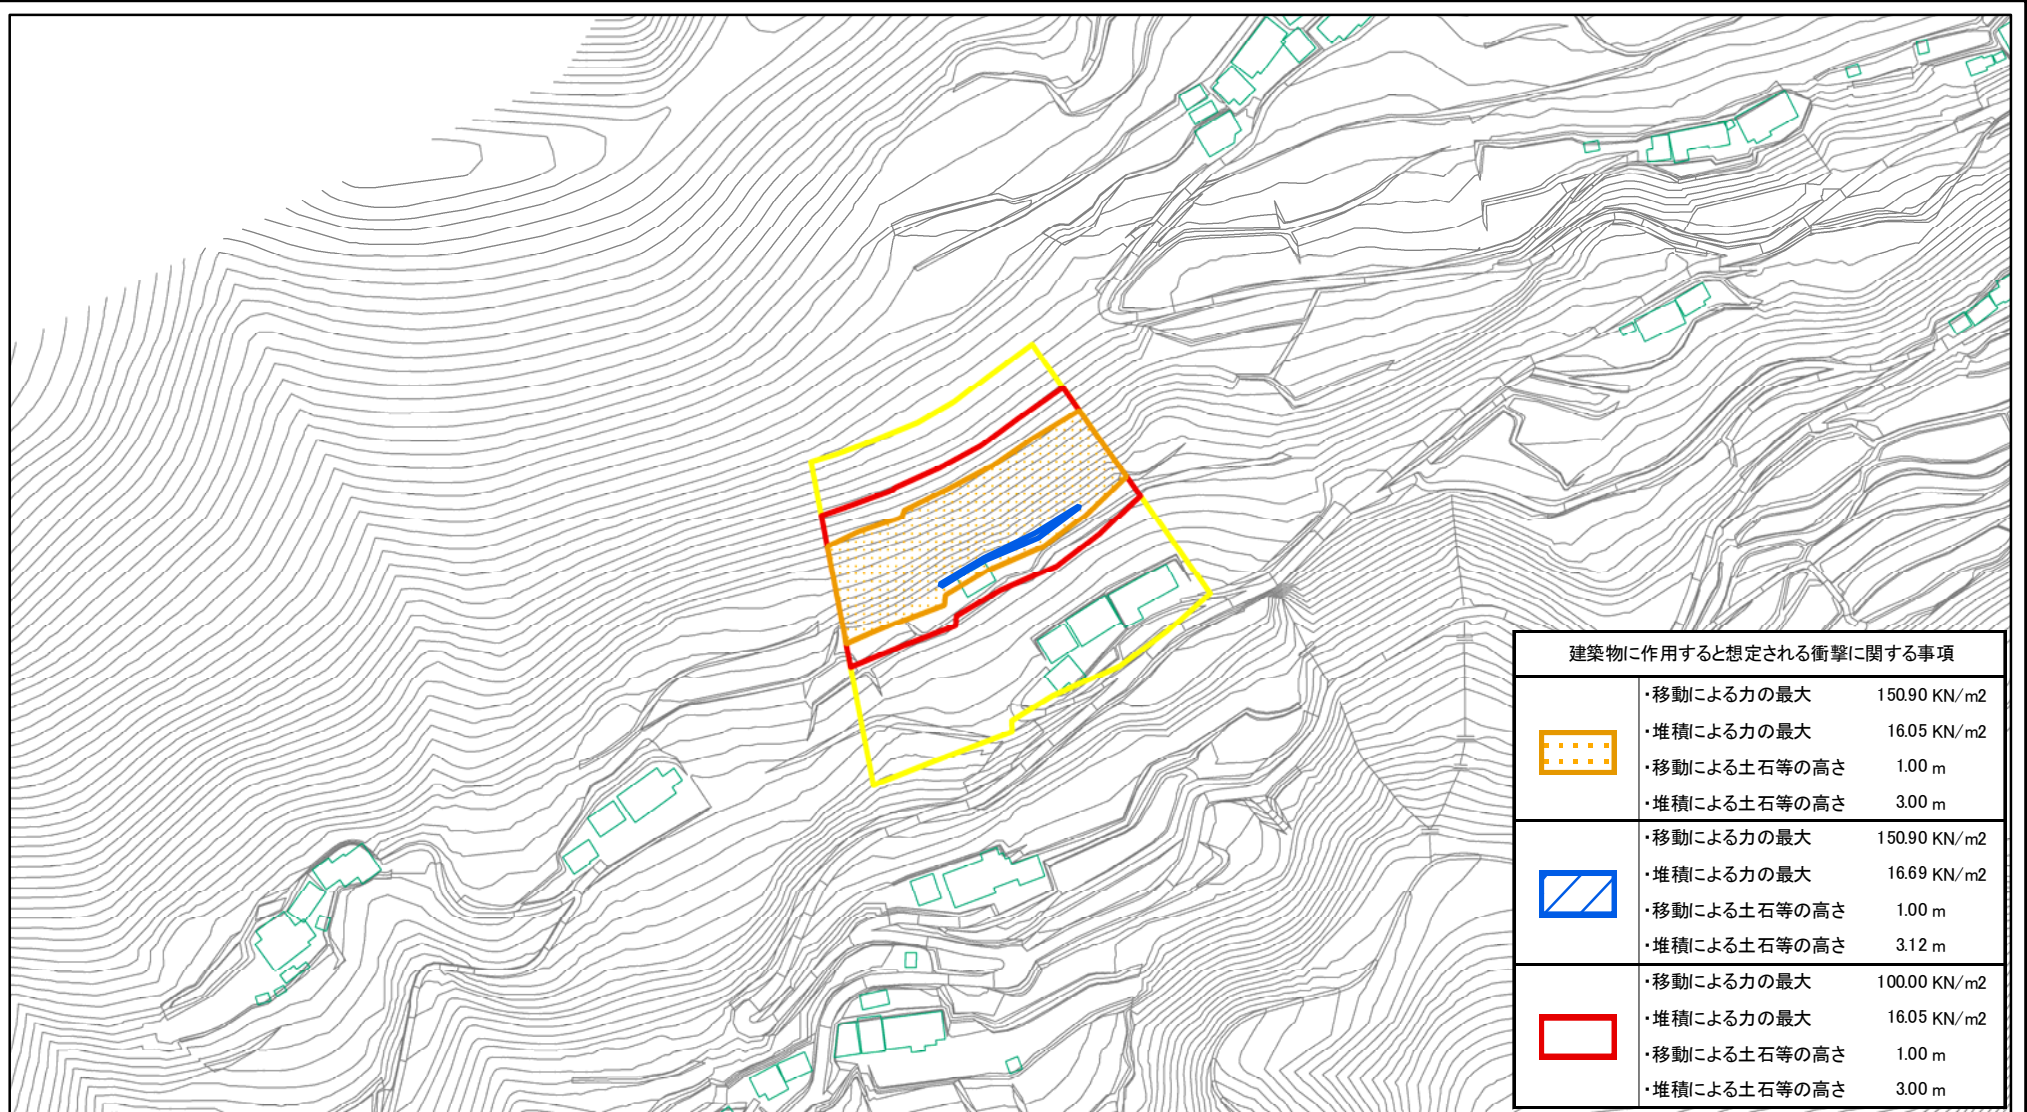 建築物に作用すると想定される衝撃に関する事項
・移動による力の最大 150.90 KN/m2
・堆積による力の最大 16.05 KN/m2
・移動による土石等の高さ 1.00 m
・堆積による土石等の高さ 3.00 m
・移動による力の最大 150.90 KN/m2
・堆積による力の最大 16.69 KN/m2
・移動による土石等の高さ 1.00 m
・堆積による土石等の高さ 3.12 m
・移動による力の最大 100.00 KN/m2
・堆積による力の最大 16.05 KN/m2
・移動による土石等の高さ 1.00 m
・堆積による土石等の高さ 3.00 m